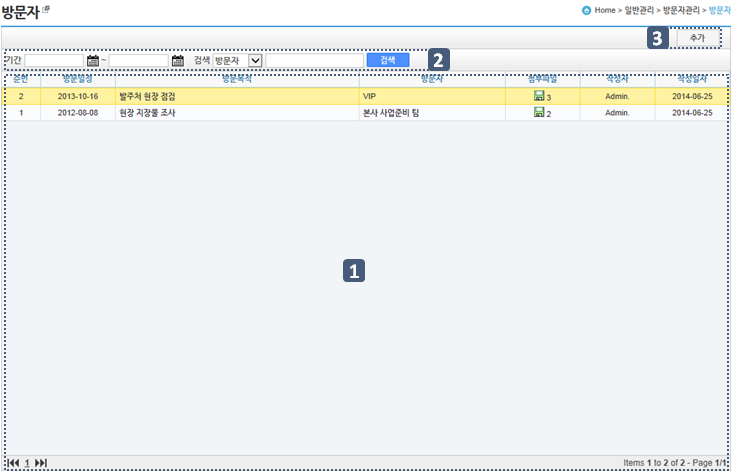 방문자
Home > 일반관리 > 방문자관리 > 방문자
3 추가
기간 ~ 검색 방문자 검색 2
순번 방문일정 방문목적 방문자 첨부파일 작성자 작성일자
2 2013-10-16 발주처 현장 점검 VIP 3 Admin. 2014-06-25
1 2012-08-08 현장 지장물 조사 본사 사업준비 팀 2 Admin. 2014-06-25
1
1 Items 1 to 2 of 2 - Page 1/1